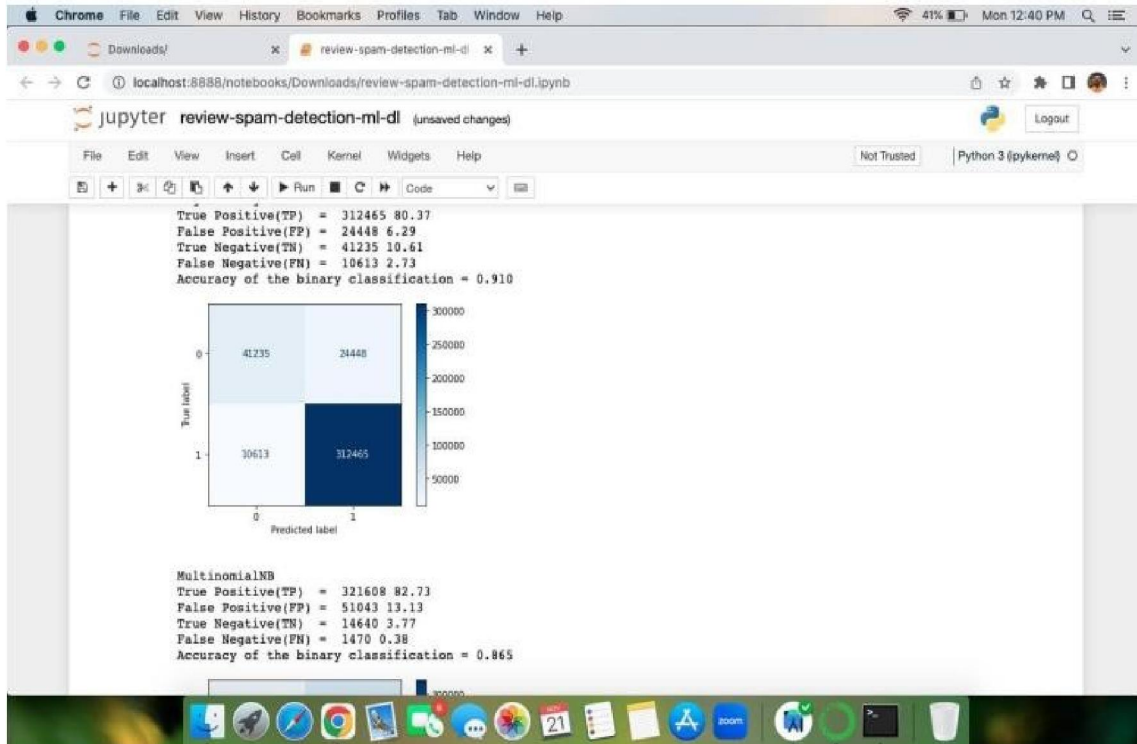 Chrome File Edit View History Bookmarks Profiles Tab Window Help 41% Mon 12:40 PM
Downloads/ review-spam-detection-ml-dl
localhost:8888/notebooks/Downloads/review-spam-detection-ml-dl.ipynb
jupyter review-spam-detection-ml-dl (unsaved changes) Logout
File Edit View Insert Cell Kernel Widgets Help Not Trusted Python 3 (ipykernel)
Run Code
True Positive(TP) = 312465 80.37
False Positive(FP) = 24448 6.29
True Negative(TN) = 41235 10.61
False Negative(FN) = 10613 2.73
Accuracy of the binary classification = 0.910
300000
0 41235 24448 250000
200000
True label
150000
100000
1 10613 312465
50000
0 1
Predicted label
MultinomialNB
True Positive(TP) = 321608 82.73
False Positive(FP) = 51043 13.13
True Negative(TN) = 14640 3.77
False Negative(FN) = 1470 0.38
Accuracy of the binary classification = 0.865
300000
NOV
21
zoom